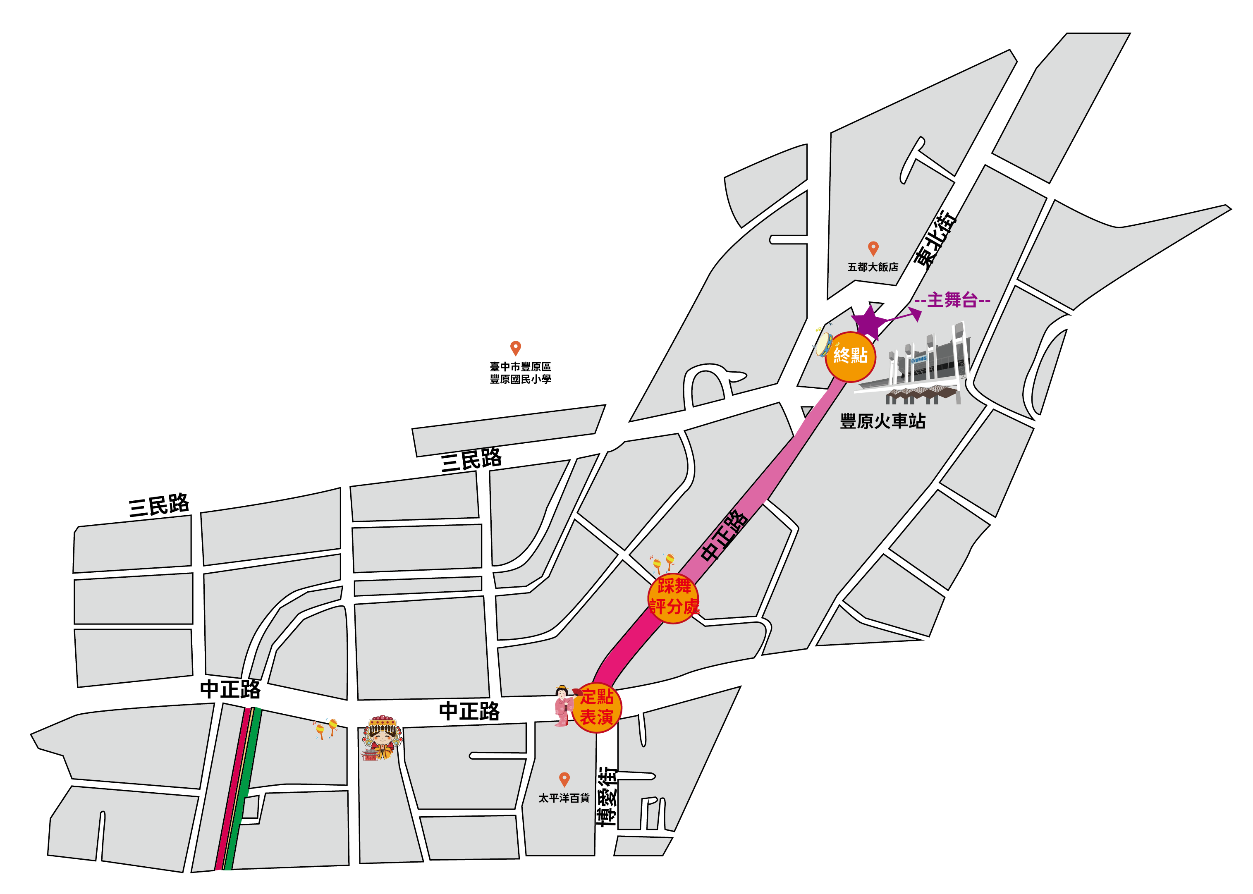 東北街
五都大飯店
--主舞台--
終點
臺中市豐原區
豐原國民小學
豐原火車站
三民路
三民路
中正路
踩舞
評分處
中正路
定點
表演
中正路
太平洋百貨
博愛街